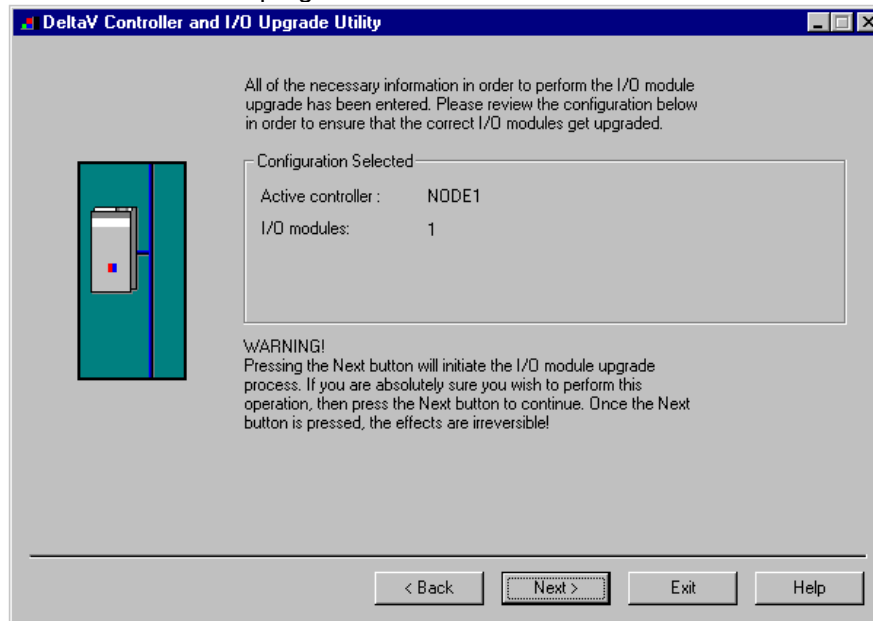 DeltaV Controller and I/O Upgrade Utility
All of the necessary information in order to perform the I/O module
upgrade has been entered. Please review the configuration below
in order to ensure that the correct I/O modules get upgraded.
Configuration Selected
Active controller : NODE1
I/O modules: 1
WARNING!
Pressing the Next button will initiate the I/O module upgrade
process. If you are absolutely sure you wish to perform this
operation, then press the Next button to continue. Once the Next
button is pressed, the effects are irreversible!
< Back Next > Exit Help